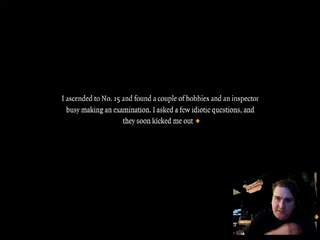 I ascended to No. 15 and found a couple of bobbies and an inspector
busy making an examination. I asked a few idiotic questions, and
they soon kicked me out